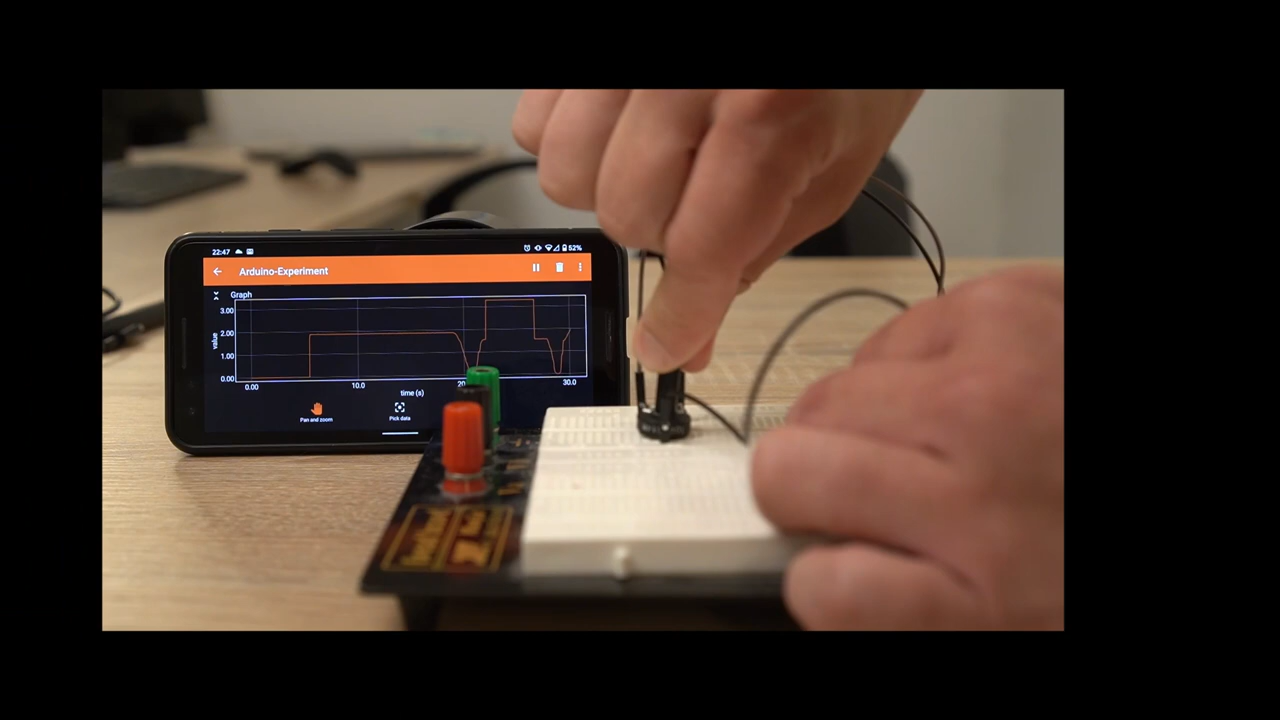 22:47
52%
Arduino-Experiment
Graph
3.00
2.00
1.00
0.00
value
0.00 10.0 30.0
time (s)
Pan and zoom Pick data